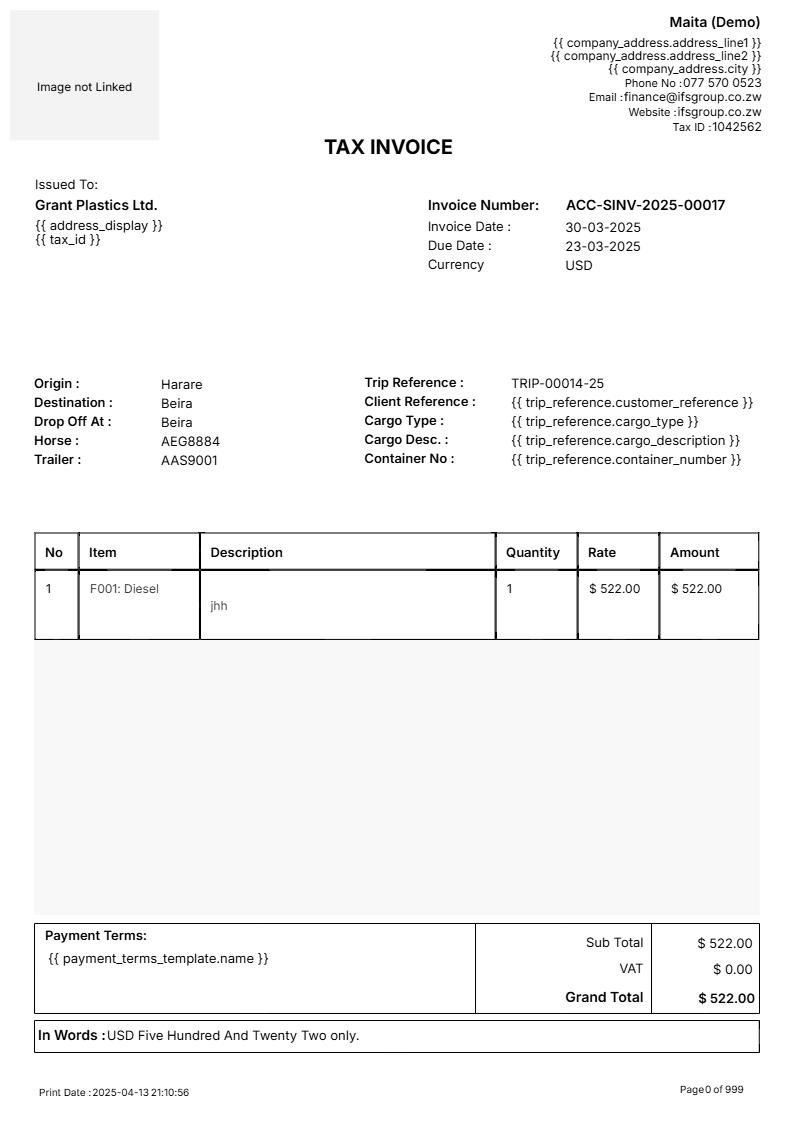 Image not Linked
Maita (Demo)
{{ company_address.address_line1 }}
{{ company_address.address_line2 }}
{{ company_address.city }}
Phone No :077 570 0523
Email :finance@ifsgroup.co.zw
Website :ifsgroup.co.zw
Tax ID :1042562
TAX INVOICE
Issued To:
Grant Plastics Ltd.
{{ address_display }}
{{ tax_id }}
Invoice Number: ACC-SINV-2025-00017
Invoice Date : 30-03-2025
Due Date : 23-03-2025
Currency USD
Origin : Harare
Destination : Beira
Drop Off At : Beira
Horse : AEG8884
Trailer : AAS9001
Trip Reference : TRIP-00014-25
Client Reference : {{ trip_reference.customer_reference }}
Cargo Type : {{ trip_reference.cargo_type }}
Cargo Desc. : {{ trip_reference.cargo_description }}
Container No : {{ trip_reference.container_number }}
No Item Description Quantity Rate Amount
1 F001: Diesel jhh 1 $ 522.00 $ 522.00
Payment Terms:
{{ payment_terms_template.name }}
Sub Total $ 522.00
VAT $ 0.00
Grand Total $ 522.00
In Words :USD Five Hundred And Twenty Two only.
Print Date :2025-04-13 21:10:56
Page0 of 999